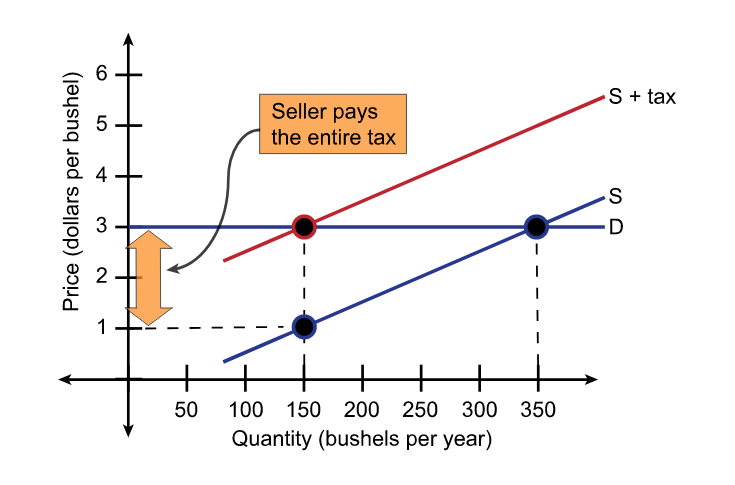 Price (dollars per bushel)
6
5
4
3
2
1
Seller pays
the entire tax
S + tax
S
D
50 100 150 200 250 300 350
Quantity (bushels per year)